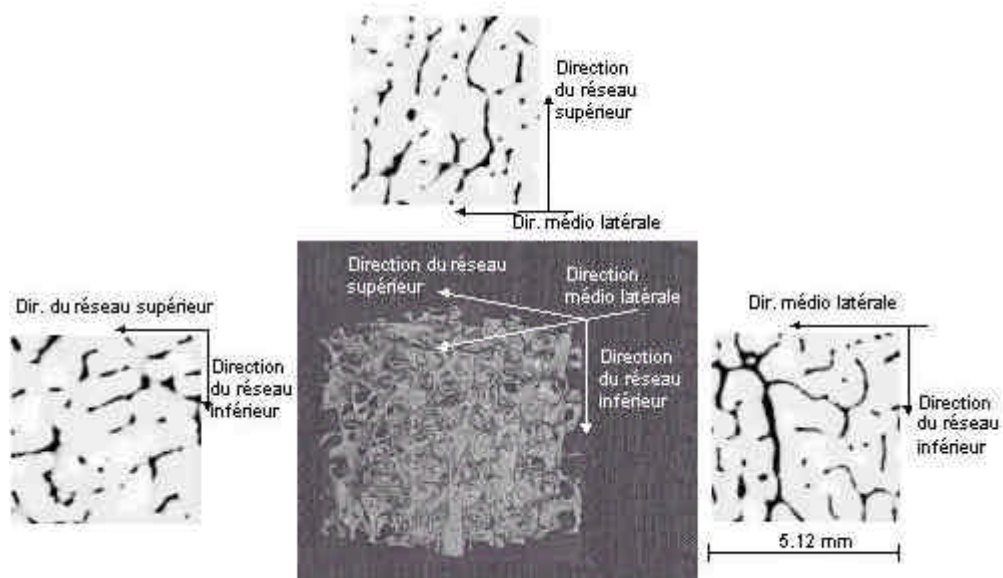 Direction
du réseau
supérieur
Dir. médio latérale
Direction du réseau
supérieur
Direction
médio latérale
Direction
du réseau
inférieur
Dir. du réseau supérieur
Direction
du réseau
inférieur
Dir. médio latérale
Direction
du réseau
inférieur
5.12 mm